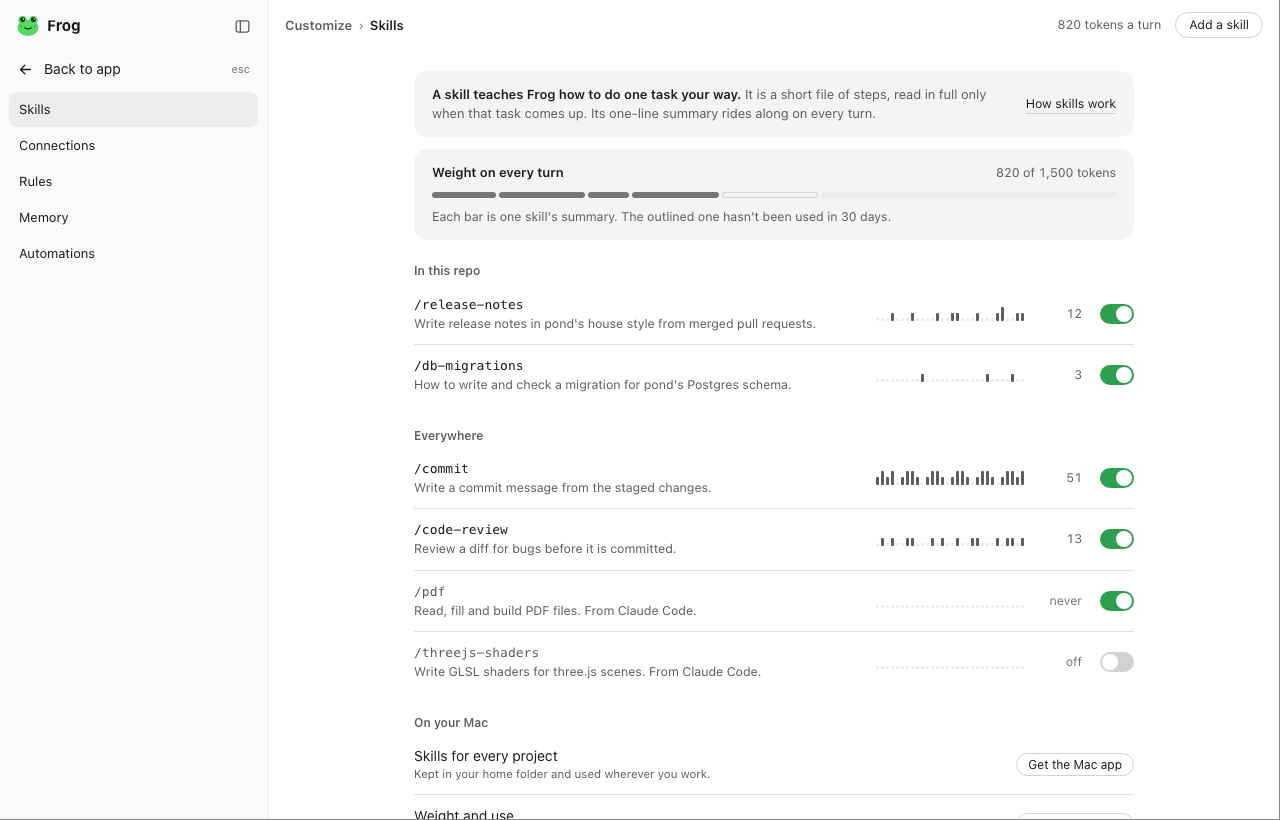 Frog
Customize › Skills
820 tokens a turn
Add a skill
Back to app
esc
Skills
Connections
Rules
Memory
Automations
A skill teaches Frog how to do one task your way. It is a short file of steps, read in full only
when that task comes up. Its one-line summary rides along on every turn.
How skills work
Weight on every turn
820 of 1,500 tokens
Each bar is one skill's summary. The outlined one hasn't been used in 30 days.
In this repo
/release-notes
Write release notes in pond's house style from merged pull requests.
12
/db-migrations
How to write and check a migration for pond's Postgres schema.
3
Everywhere
/commit
Write a commit message from the staged changes.
51
/code-review
Review a diff for bugs before it is committed.
13
/pdf
Read, fill and build PDF files. From Claude Code.
never
/threejs-shaders
Write GLSL shaders for three.js scenes. From Claude Code.
off
On your Mac
Skills for every project
Kept in your home folder and used wherever you work.
Get the Mac app
Weight and use